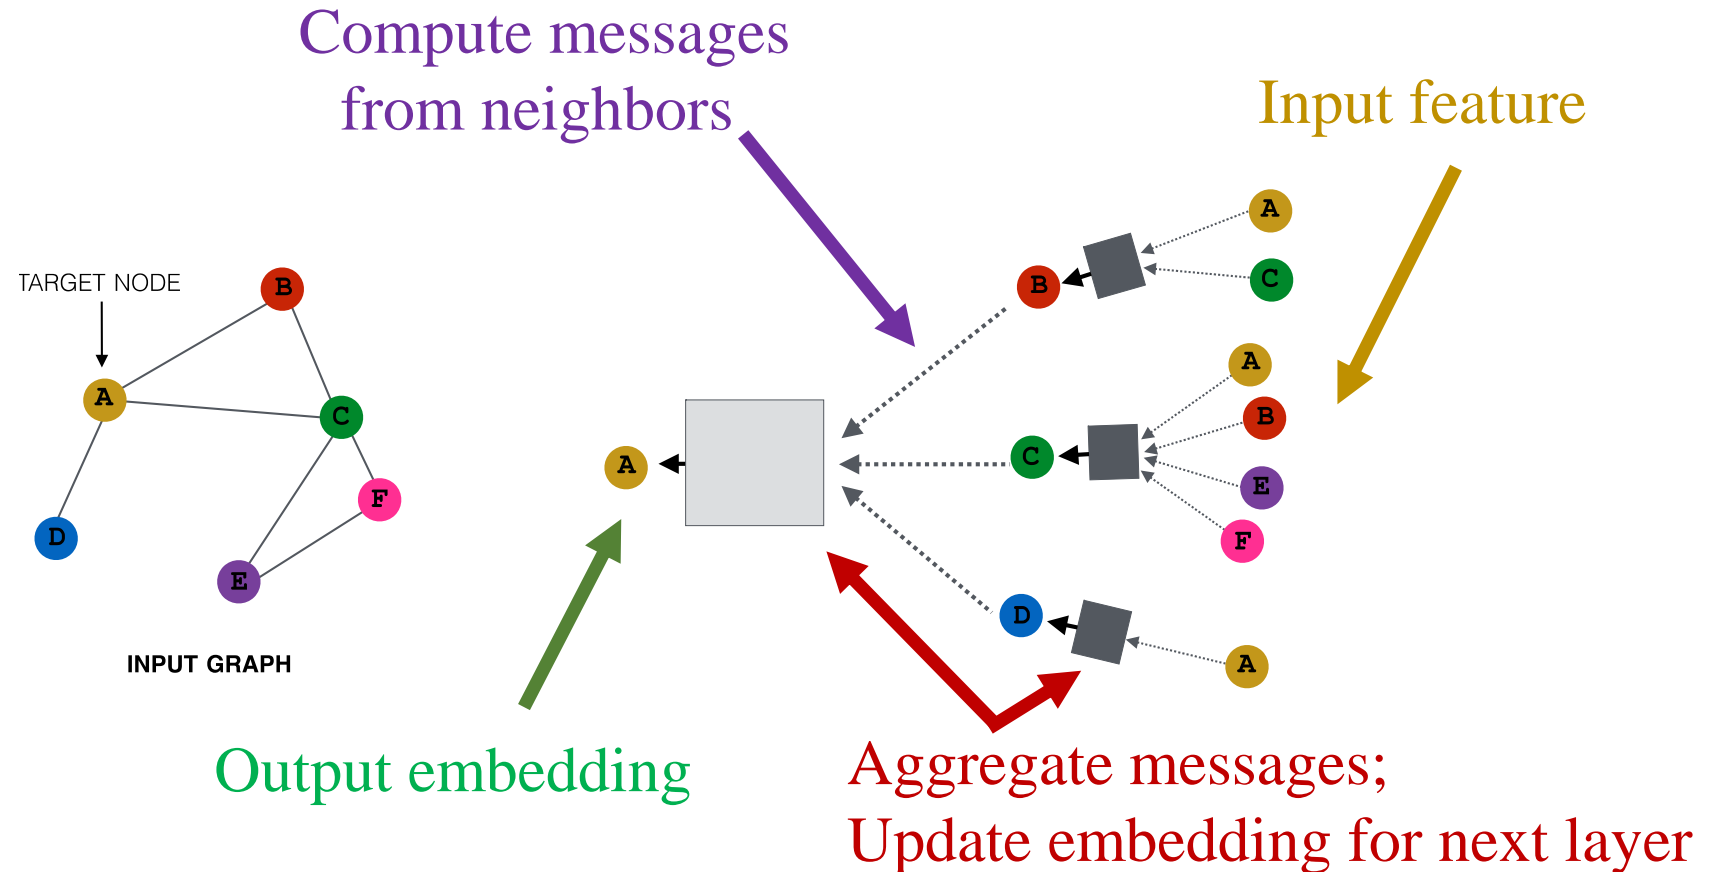 Compute messages
from neighbors
Input feature
TARGET NODE
A
B
C
D
E
F
INPUT GRAPH
A
B
C
D
A
C
A
B
E
F
A
Output embedding
Aggregate messages;
Update embedding for next layer